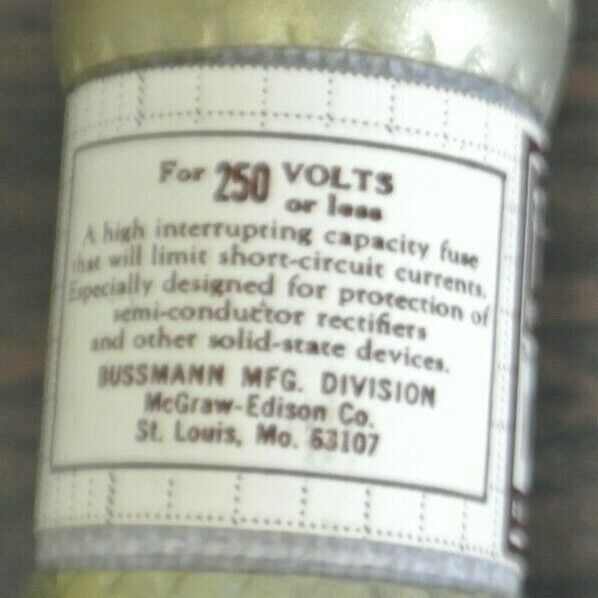 For 250 VOLTS
or less
A high interrupting capacity fuse
that will limit short-circuit currents.
Especially designed for protection of
semi-conductor rectifiers
and other solid-state devices.
BUSSMANN MFG. DIVISION
McGraw-Edison Co.
St. Louis, Mo. 63107